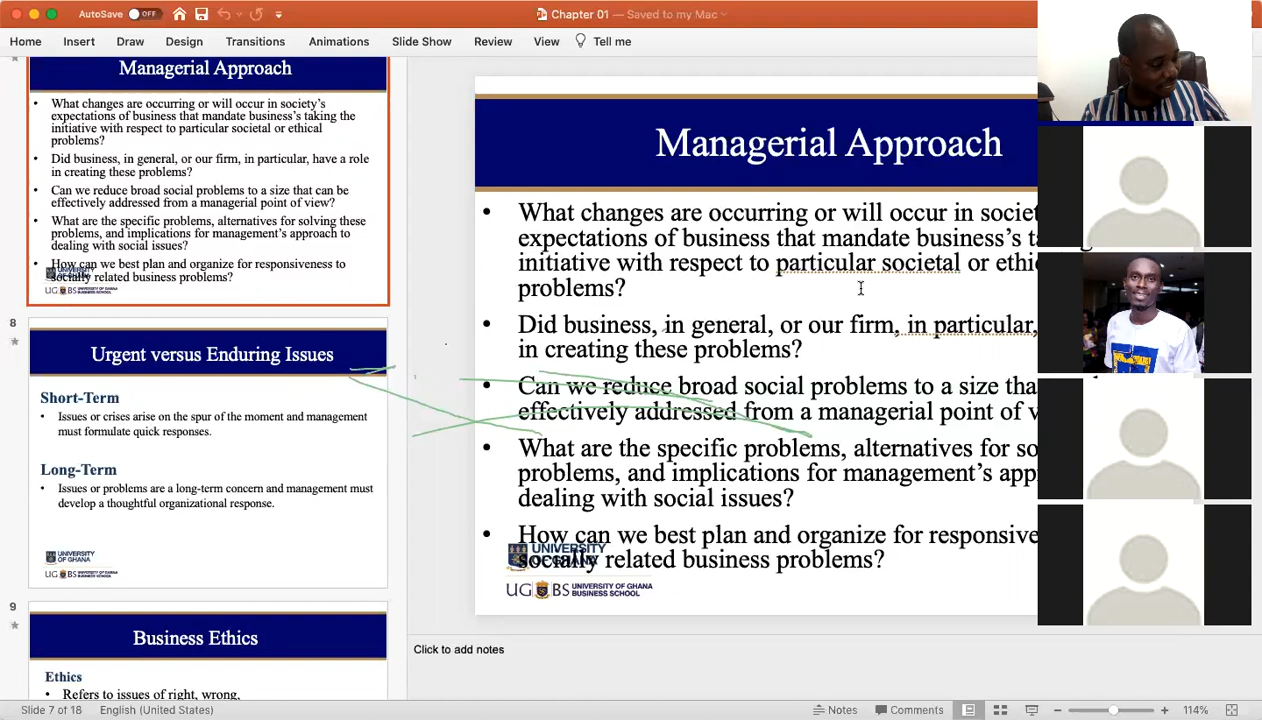 AutoSave OFF
Chapter 01 — Saved to my Mac
Home Insert Draw Design Transitions Animations Slide Show Review View Tell me
Managerial Approach
• What changes are occurring or will occur in society's
expectations of business that mandate business's taking the
initiative with respect to particular societal or ethical
problems?
• Did business, in general, or our firm, in particular, have a role
in creating these problems?
• Can we reduce broad social problems to a size that can be
effectively addressed from a managerial point of view?
• What are the specific problems, alternatives for solving these
problems, and implications for management's approach to
dealing with social issues?
• How can we best plan and organize for responsiveness to
socially related business problems?
UNIVERSITY
OF GHANA
UGBS UNIVERSITY OF GHANA
BUSINESS SCHOOL
8
Urgent versus Enduring Issues
Short-Term
• Issues or crises arise on the spur of the moment and management
must formulate quick responses.
Long-Term
• Issues or problems are a long-term concern and management must
develop a thoughtful organizational response.
UNIVERSITY
OF GHANA
UGBS UNIVERSITY OF GHANA
BUSINESS SCHOOL
9
Business Ethics
Ethics
• Refers to issues of right, wrong,
Managerial Approach
• What changes are occurring or will occur in societ
expectations of business that mandate business's ta
initiative with respect to particular societal or ethic
problems?
• Did business, in general, or our firm, in particular,
in creating these problems?
• Can we reduce broad social problems to a size tha
effectively addressed from a managerial point of v
• What are the specific problems, alternatives for so
problems, and implications for management's app
dealing with social issues?
• How can we best plan and organize for responsive
socially related business problems?
UNIVERSITY
OF GHANA
UGBS UNIVERSITY OF GHANA
BUSINESS SCHOOL
Click to add notes
Slide 7 of 18 English (United States) Notes Comments 114%